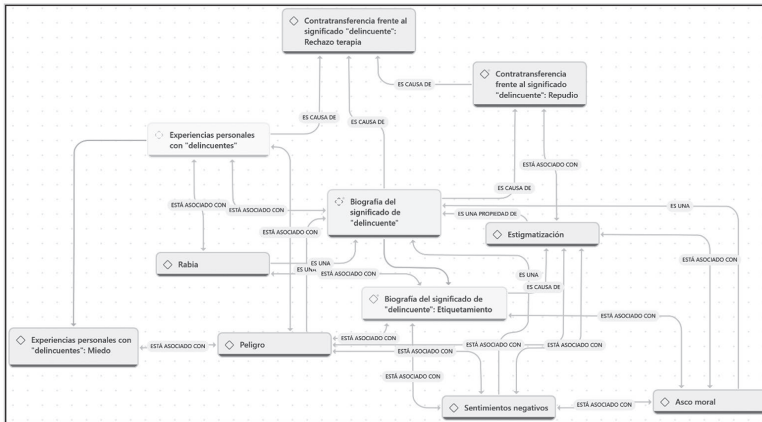 Contratransferencia frente al
significado "delincuente":
Rechazo terapia
ES CAUSA DE
Contratransferencia
frente al significado
"delincuente": Repudio
ES CAUSA DE
ES CAUSA DE
Experiencias personales
con "delincuentes"
ESTÁ ASOCIADO CON
ES CAUSA DE
Biografía del
significado de
"delincuente"
ESTÁ ASOCIADO CON
ESTÁ ASOCIADO CON
ES UNA
ES UNA PROPIEDAD DE
ESTÁ ASOCIADO CON
Estigmatización
Rabia
ES UNA
ES UNA
ESTÁ ASOCIADO CON
ES UNA
ESTÁ ASOCIADO CON
ES CAUSA DE
Biografia del significado de
"delincuente": Etiquetamiento
ESTÁ ASOCIADO CON
Experiencias personales con
"delincuentes": Miedo
ESTÁ ASOCIADO CON
Peligro
ESTÁ ASOCIADO CON
ESTÁ ASOCIADO CON
ESTÁ ASOCIADO CON
ESTÁ ASOCIADO CON
ESTÁ ASOCIADO CON
Sentimientos negativos
ESTÁ ASOCIADO CON
Asco moral